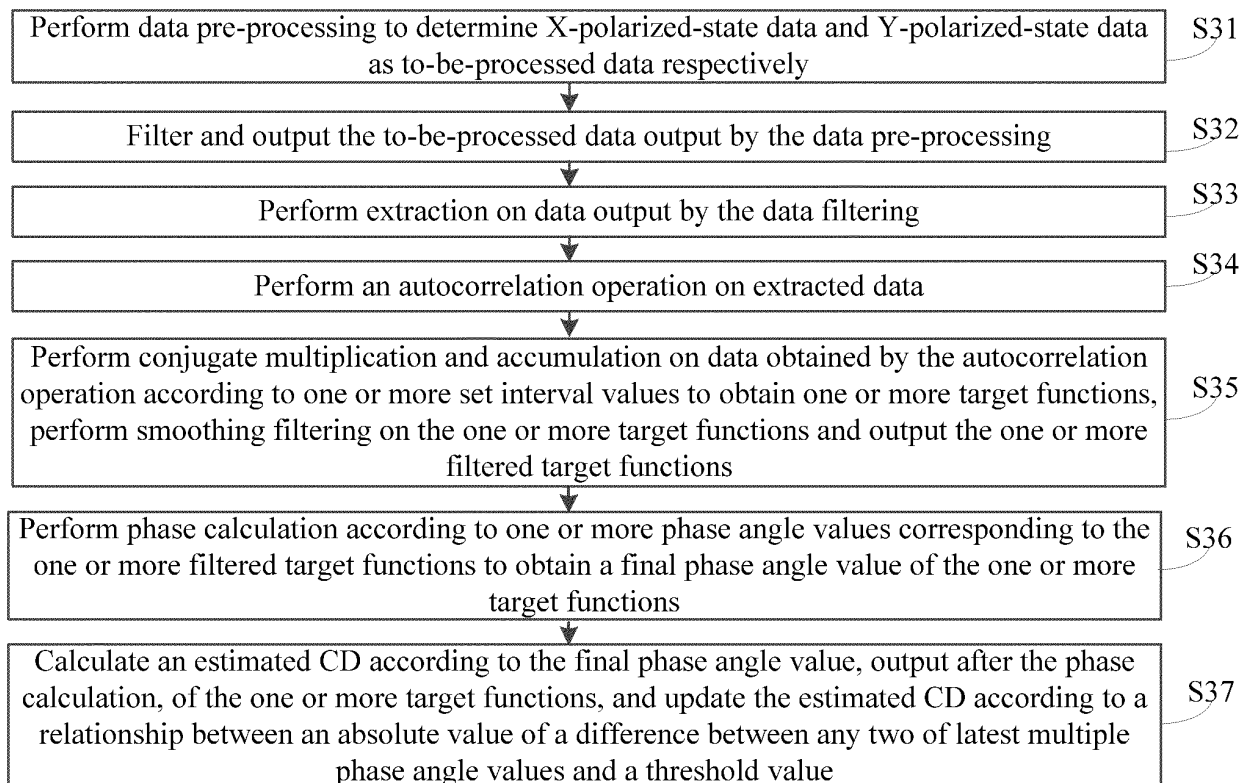 Perform data pre-processing to determine X-polarized-state data and Y-polarized-state data
as to-be-processed data respectively
S31
Filter and output the to-be-processed data output by the data pre-processing
S32
Perform extraction on data output by the data filtering
S33
Perform an autocorrelation operation on extracted data
S34
Perform conjugate multiplication and accumulation on data obtained by the autocorrelation
operation according to one or more set interval values to obtain one or more target functions,
perform smoothing filtering on the one or more target functions and output the one or more
filtered target functions
S35
Perform phase calculation according to one or more phase angle values corresponding to the
one or more filtered target functions to obtain a final phase angle value of the one or more
target functions
S36
Calculate an estimated CD according to the final phase angle value, output after the phase
calculation, of the one or more target functions, and update the estimated CD according to a
relationship between an absolute value of a difference between any two of latest multiple
phase angle values and a threshold value
S37